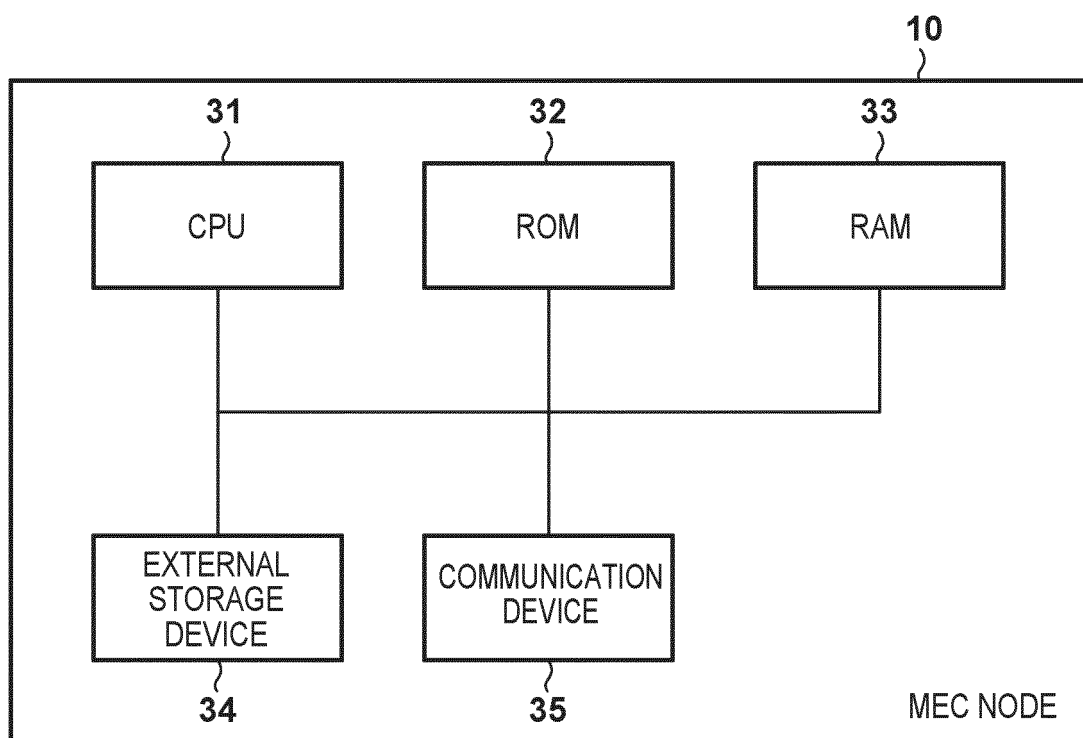 10
31
32
33
CPU
ROM
RAM
EXTERNAL
STORAGE
DEVICE
COMMUNICATION
DEVICE
34
35
MEC NODE